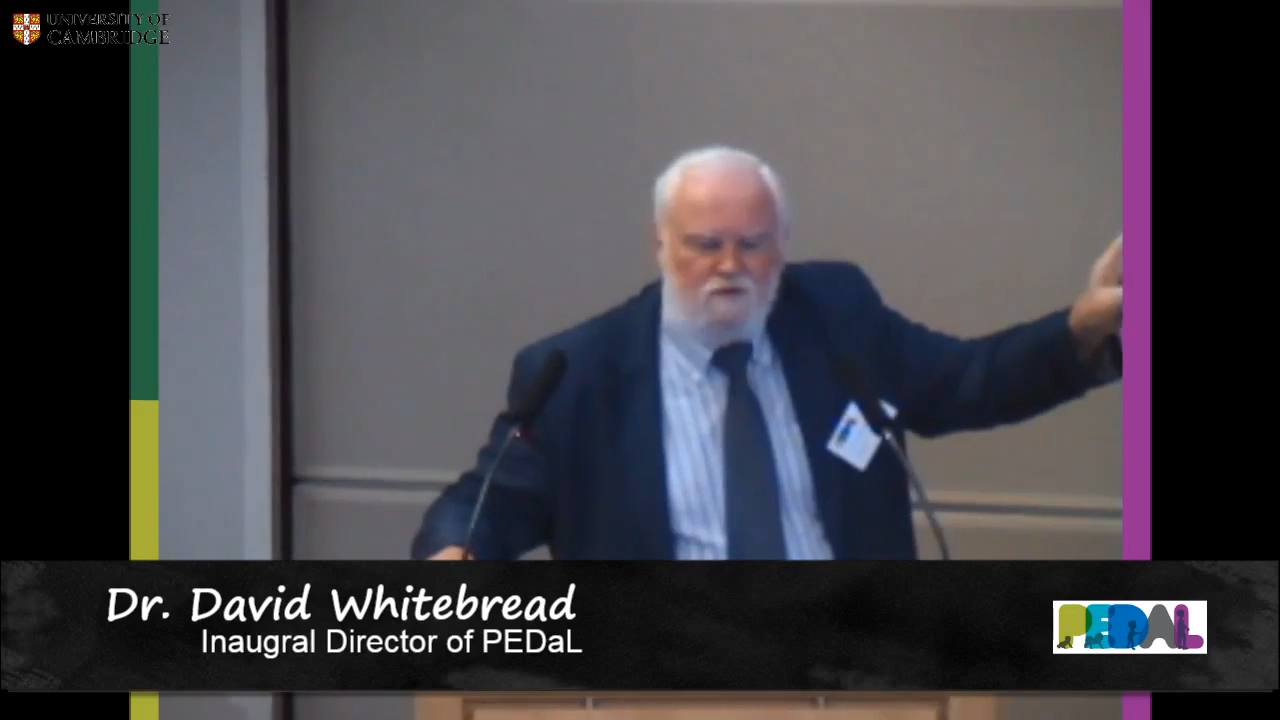 UNIVERSITY OF
CAMBRIDGE
Dr. David Whitebread
Inaugral Director of PEDaL
PEDAL